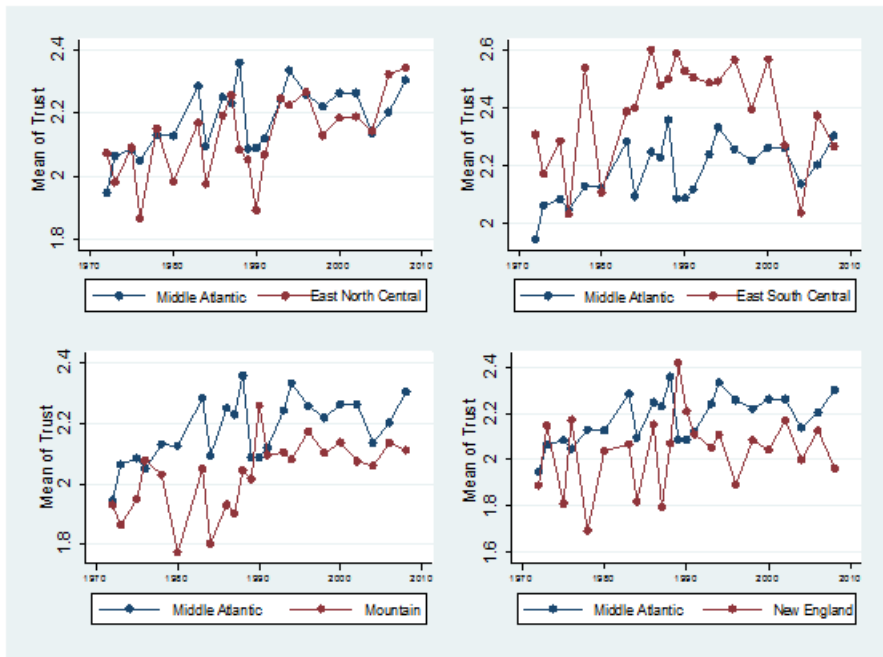 Mean of Trust
2.4
2.2
2
1.8
1970 1980 1990 2000 2010
Middle Atlantic East North Central
Mean of Trust
2.6
2.4
2.2
2
1970 1980 1990 2000 2010
Middle Atlantic East South Central
Mean of Trust
2.4
2.2
2
1.8
1970 1980 1990 2000 2010
Middle Atlantic Mountain
Mean of Trust
2.4
2.2
2
1.8
1.6
1970 1980 1990 2000 2010
Middle Atlantic New England